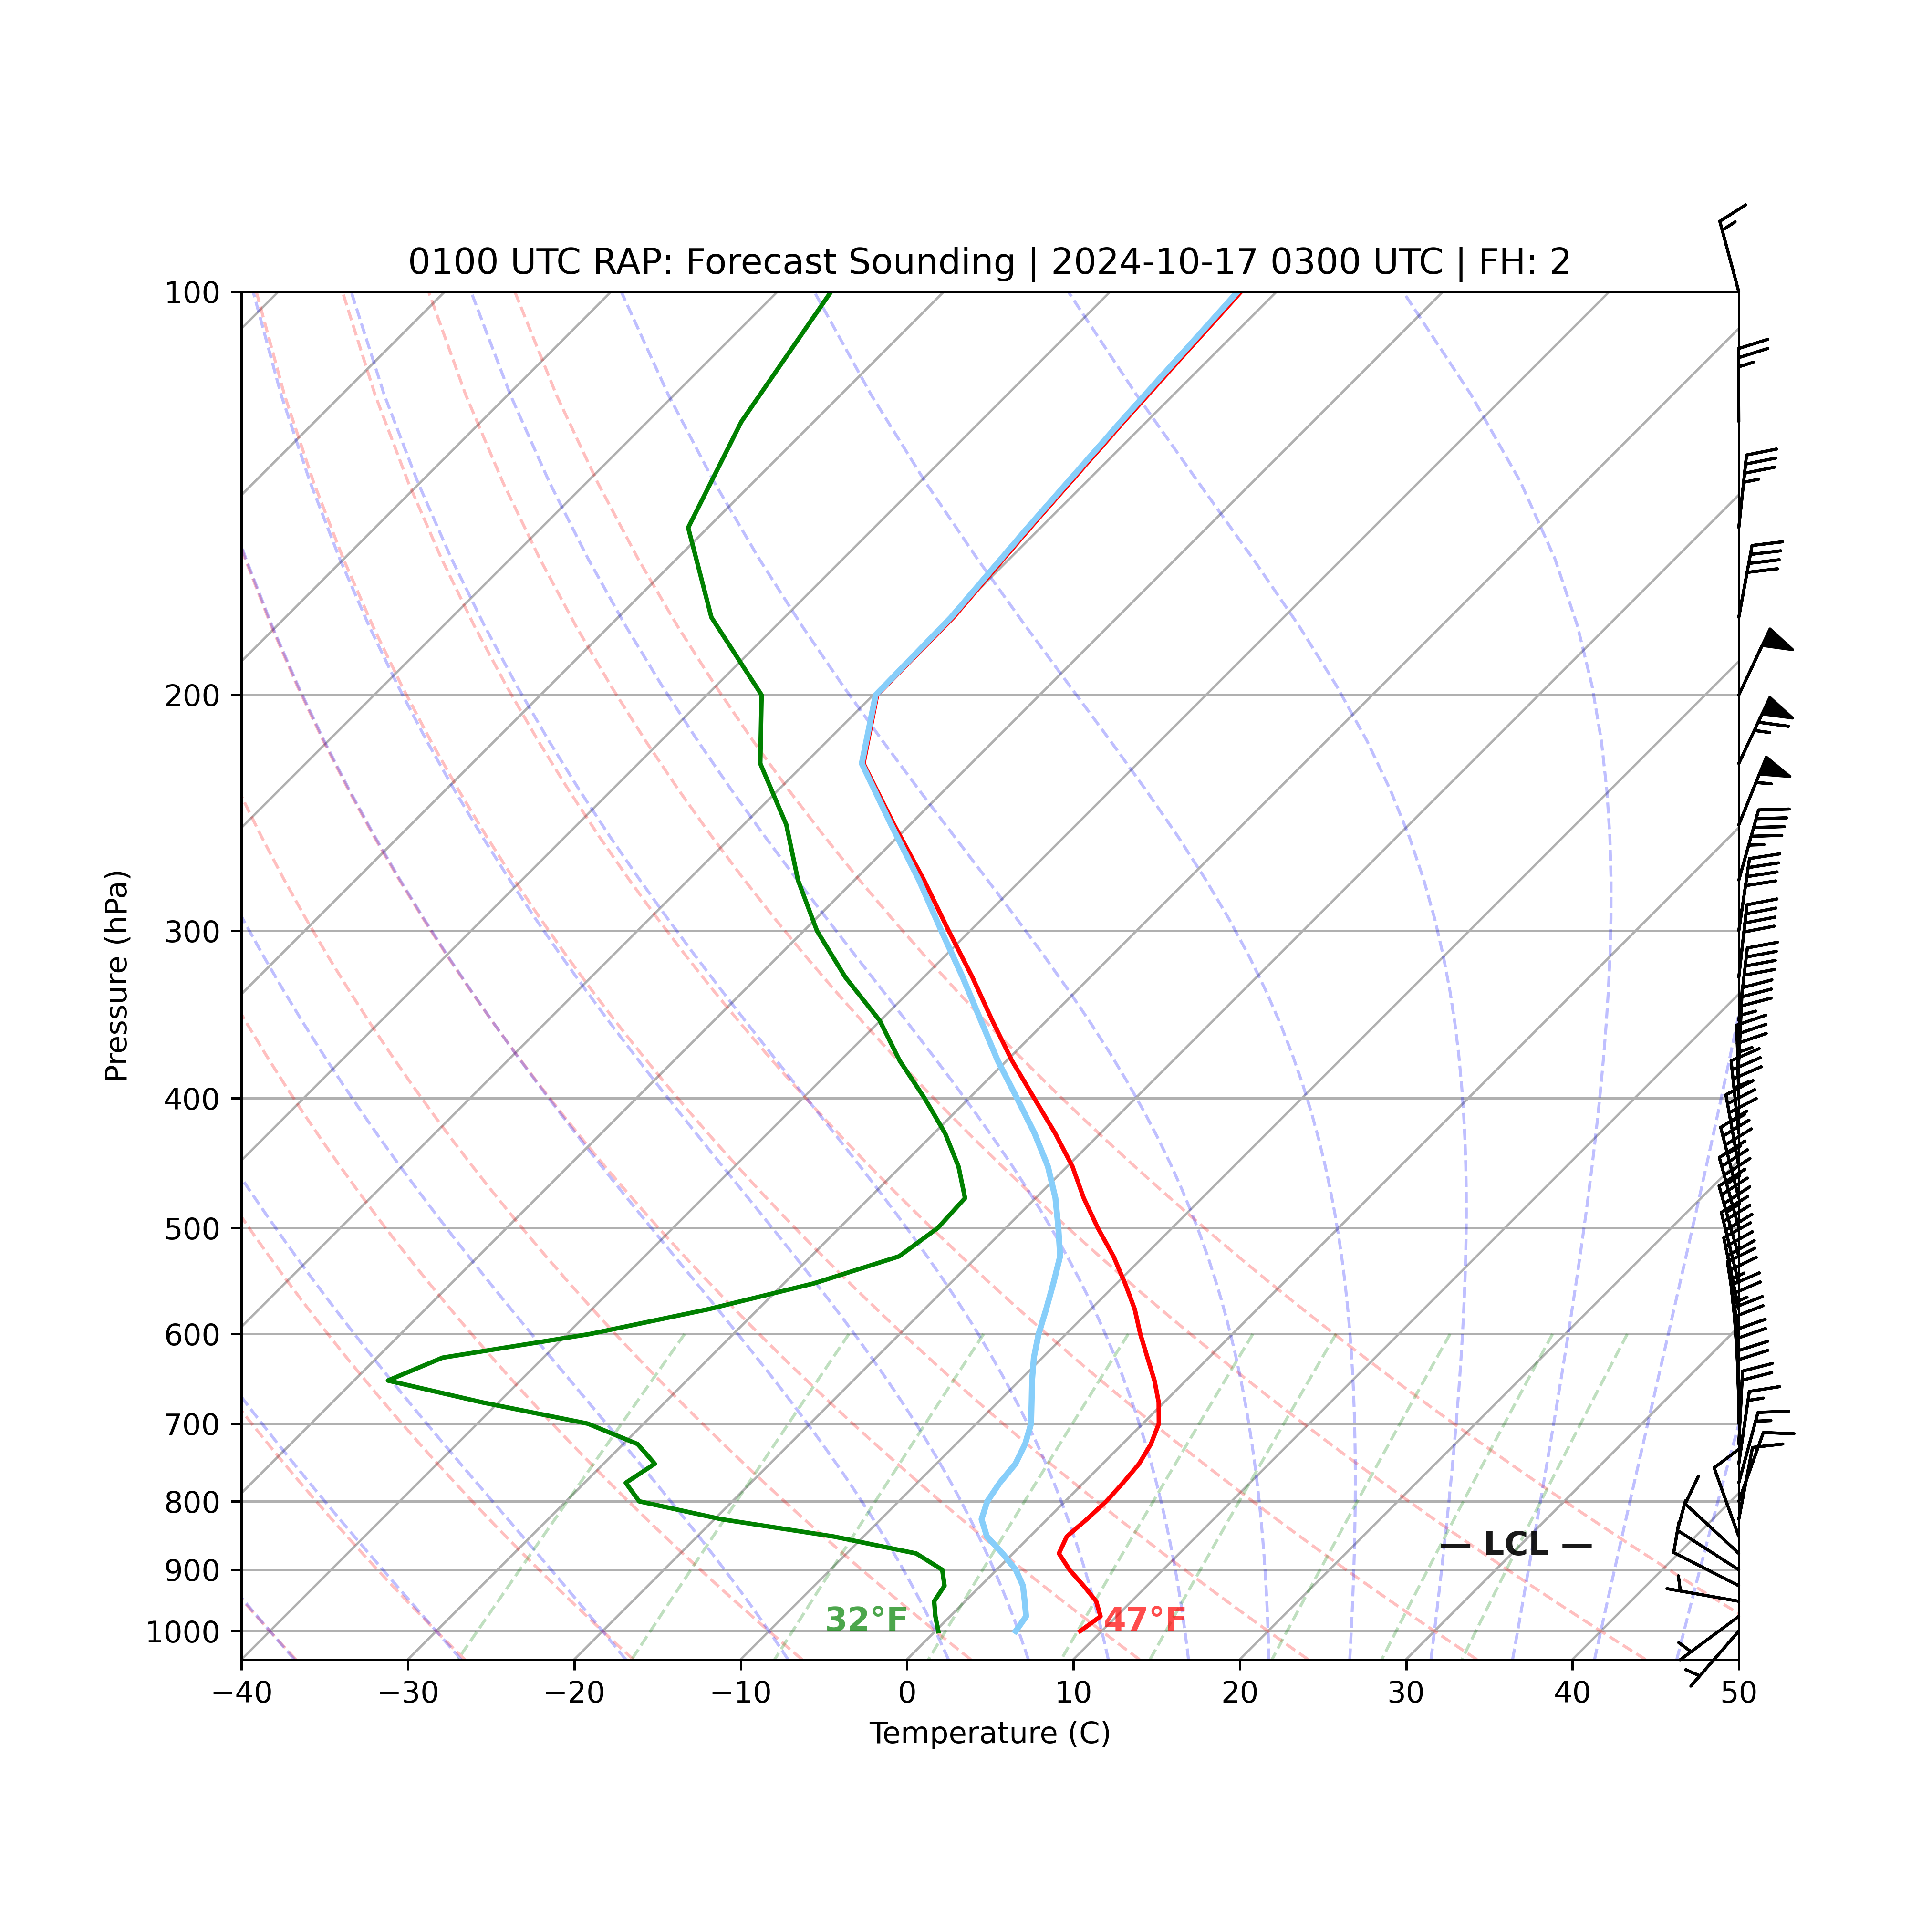 0100 UTC RAP: Forecast Sounding | 2024-10-17 0300 UTC | FH: 2
100
200
300
400
500
600
700
800
900
1000
Pressure (hPa)
— LCL —
32°F
47°F
−40 −30 −20 −10 0 10 20 30 40 50
Temperature (C)